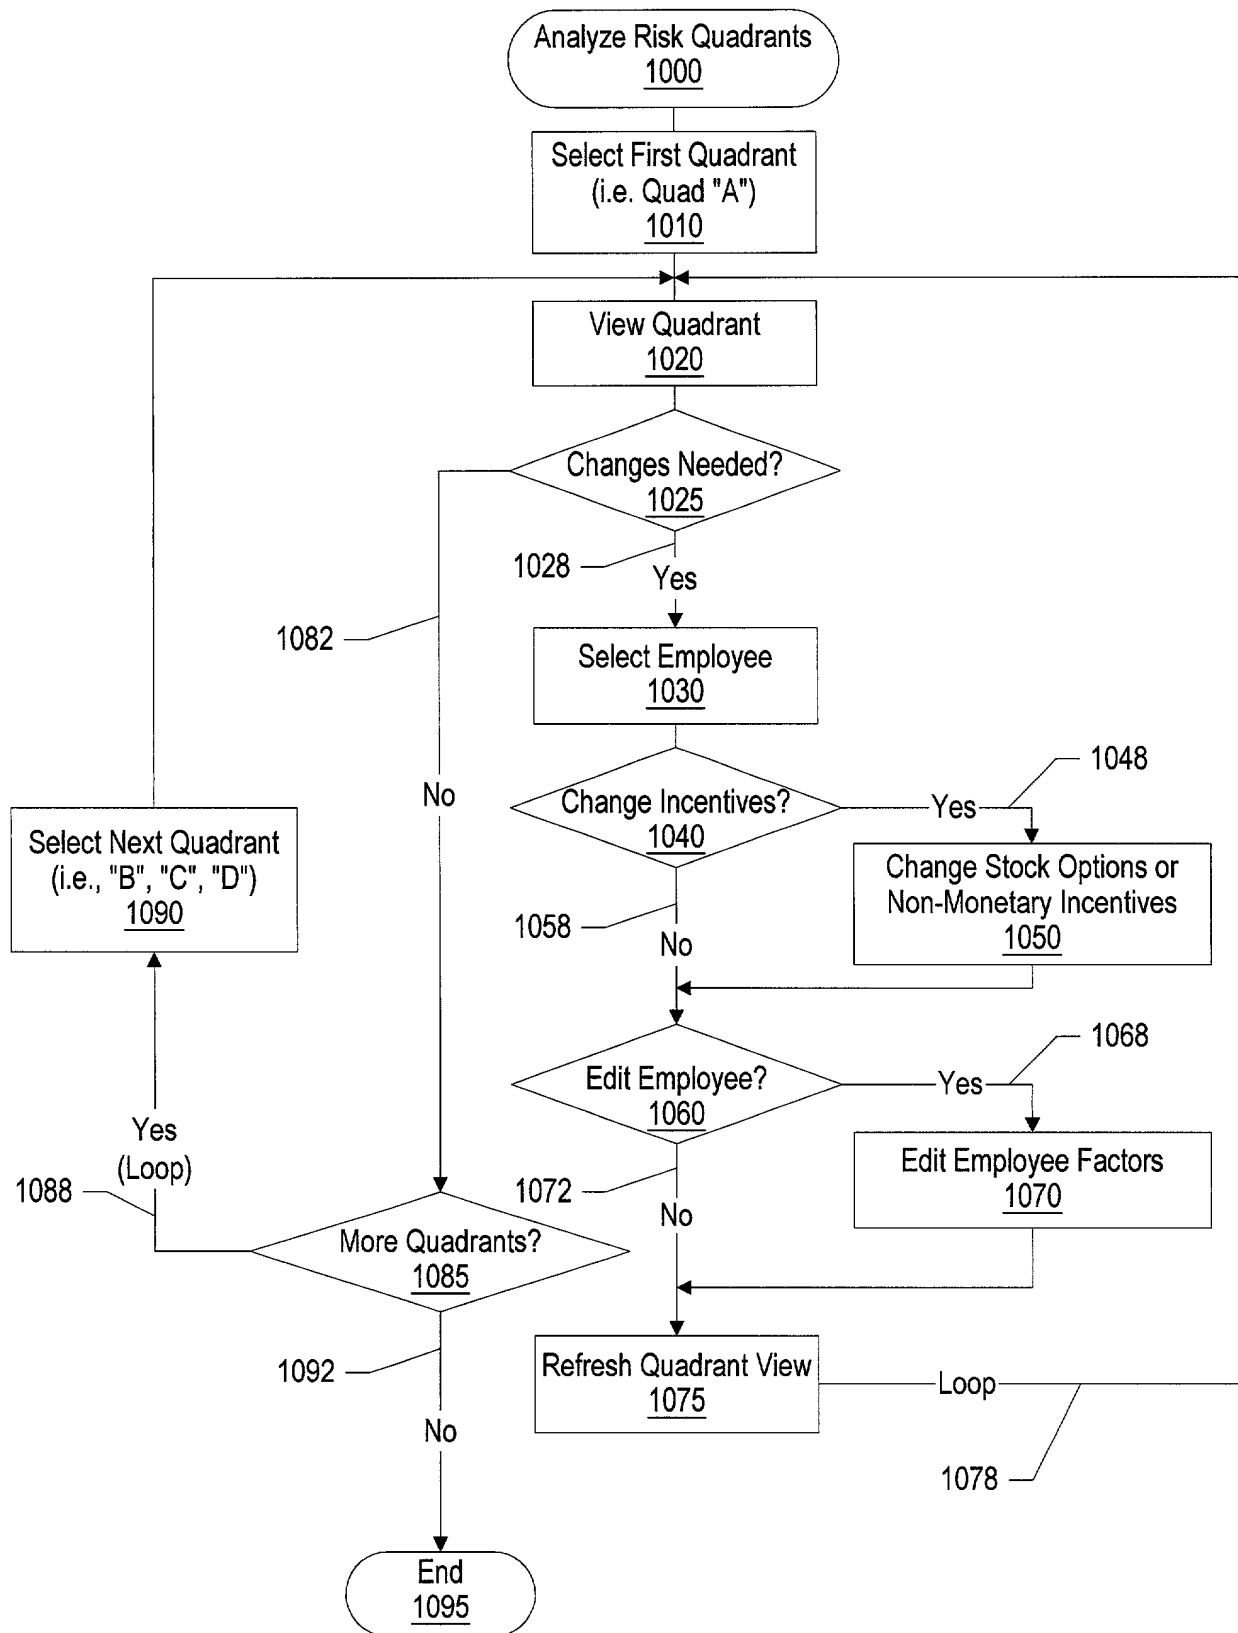 Analyze Risk Quadrants
1000
Select First Quadrant
(i.e. Quad "A")
1010
View Quadrant
1020
Changes Needed?
1025
1028
Yes
1082
Select Employee
1030
No
Change Incentives?
1040
Yes
1048
Select Next Quadrant
(i.e., "B", "C", "D")
1090
Change Stock Options or
Non-Monetary Incentives
1050
1058
No
Edit Employee?
1060
Yes
1068
Yes
(Loop)
1088
Edit Employee Factors
1070
1072
No
More Quadrants?
1085
1092
No
Refresh Quadrant View
1075
Loop
1078
End
1095